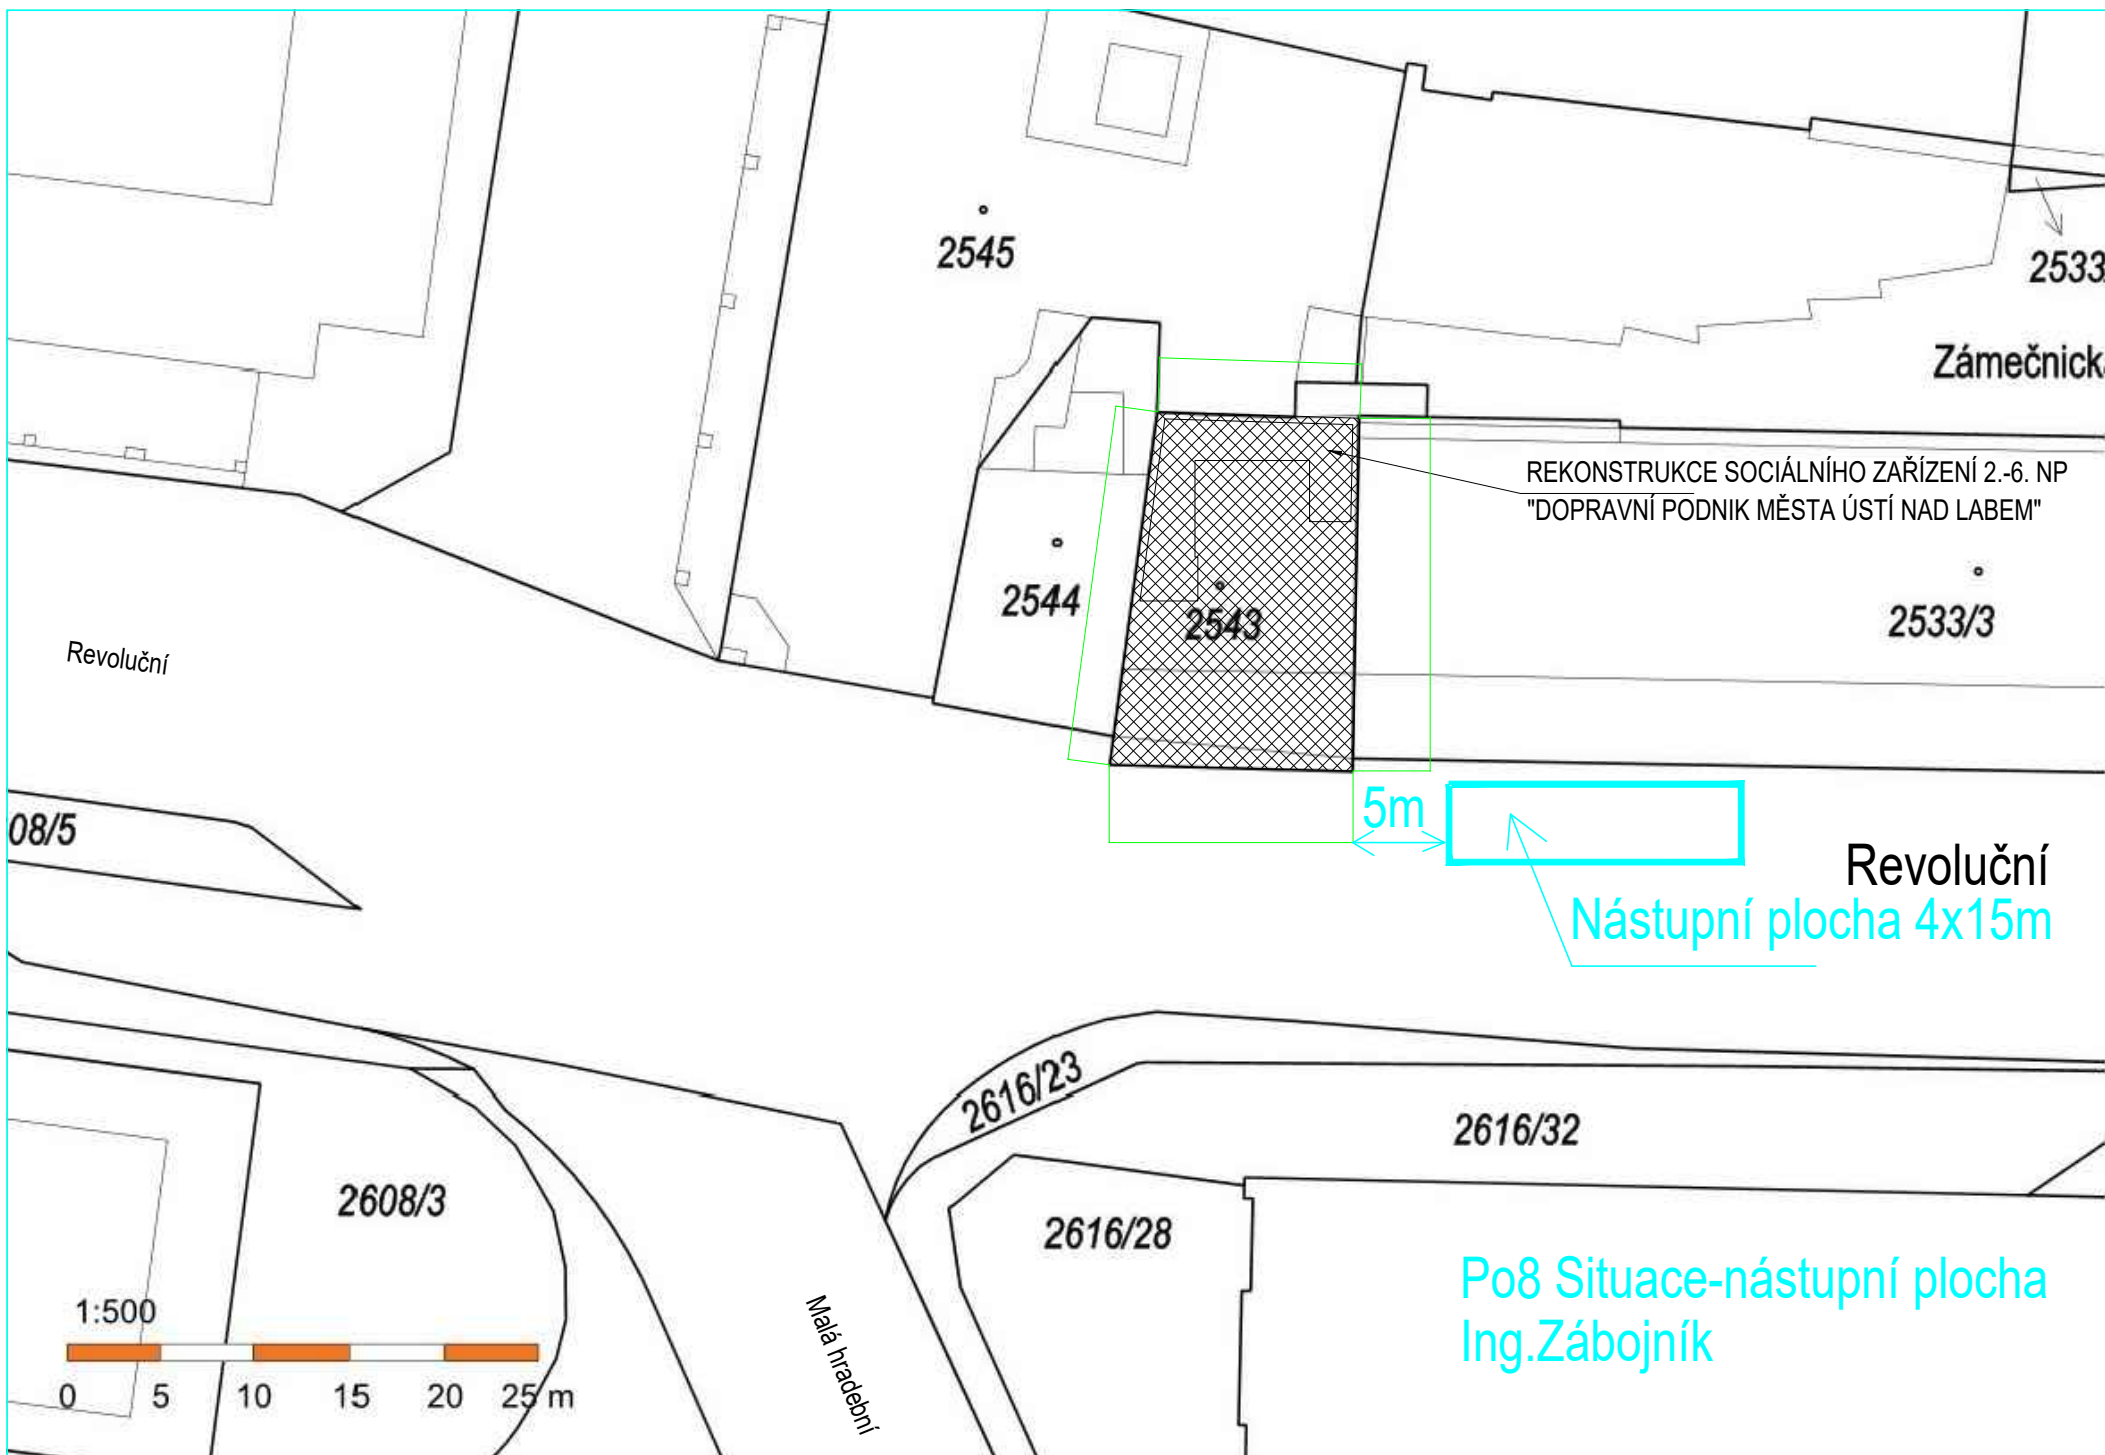 2545
2533
Zámečnick
REKONSTRUKCE SOCIÁLNÍHO ZAŘÍZENÍ 2.-6. NP
"DOPRAVNÍ PODNIK MĚSTA ÚSTÍ NAD LABEM"
2544
2543
2533/3
Revoluční
5m
08/5
Revoluční
Nástupní plocha 4x15m
2616/23
2616/32
2608/3
2616/28
Po8 Situace-nástupní plocha
Ing.Zábojník
Malá hradební
1:500
0 5 10 15 20 25 m